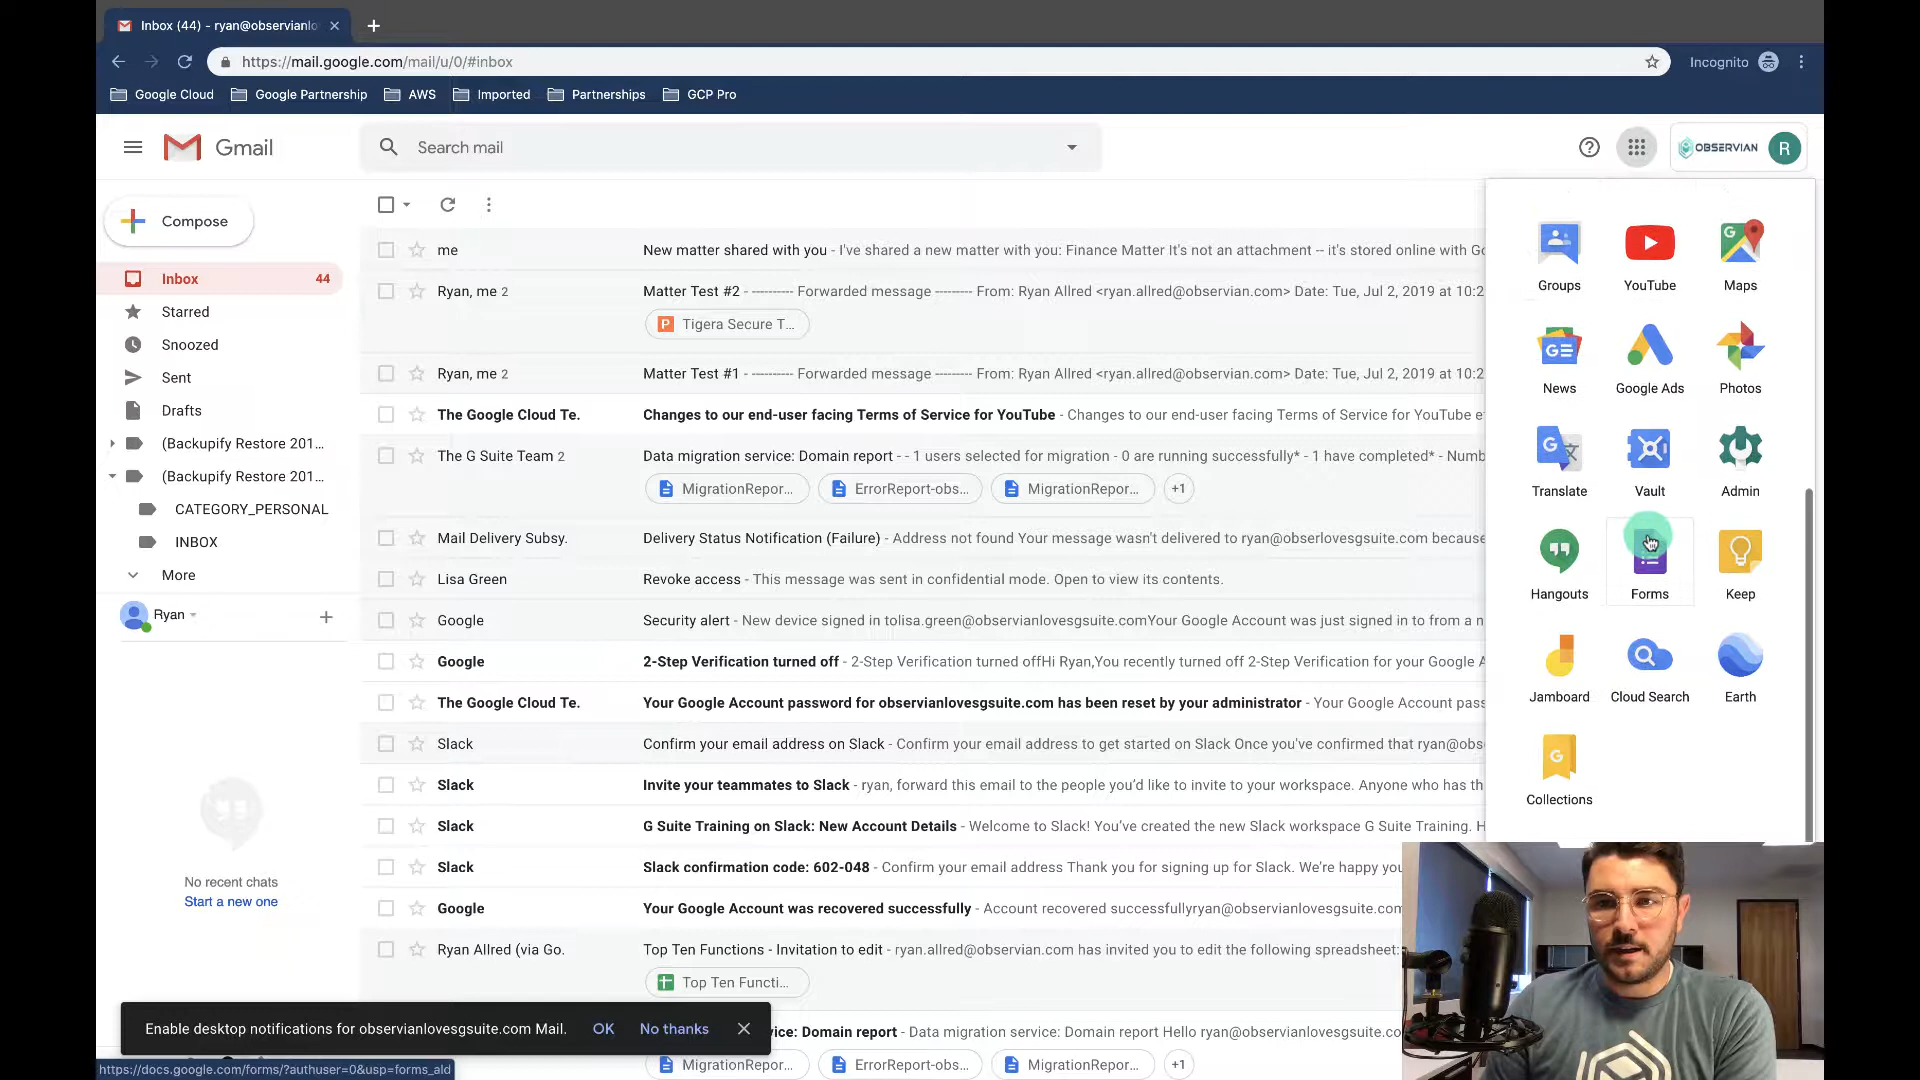 Inbox (44) - ryan@observianlo
https://mail.google.com/mail/u/0/#inbox
Incognito
Google Cloud
Google Partnership
AWS
Imported
Partnerships
GCP Pro
Gmail
Search mail
OBSERVIAN
R
Compose
Inbox 44
Starred
Snoozed
Sent
Drafts
(Backupify Restore 201...
(Backupify Restore 201...
CATEGORY_PERSONAL
INBOX
More
Ryan
No recent chats
Start a new one
me New matter shared with you - I've shared a new matter with you: Finance Matter It's not an attachment -- it's stored online with Go
Ryan, me 2 Matter Test #2 - ---------- Forwarded message --------- From: Ryan Allred <ryan.allred@observian.com> Date: Tue, Jul 2, 2019 at 10:2
P Tigera Secure T...
Ryan, me 2 Matter Test #1 - ---------- Forwarded message --------- From: Ryan Allred <ryan.allred@observian.com> Date: Tue, Jul 2, 2019 at 10:2
The Google Cloud Te. Changes to our end-user facing Terms of Service for YouTube - Changes to our end-user facing Terms of Service for YouTube e
The G Suite Team 2 Data migration service: Domain report - - 1 users selected for migration - 0 are running successfully* - 1 have completed* - Numb
MigrationRepor... ErrorReport-obs... MigrationRepor... +1
Mail Delivery Subsy. Delivery Status Notification (Failure) - Address not found Your message wasn't delivered to ryan@obserlovesgsuite.com becaus
Lisa Green Revoke access - This message was sent in confidential mode. Open to view its contents.
Google Security alert - New device signed in tolisa.green@observianlovesgsuite.comYour Google Account was just signed in to from a n
Google 2-Step Verification turned off - 2-Step Verification turned offHi Ryan,You recently turned off 2-Step Verification for your Google A
The Google Cloud Te. Your Google Account password for observianlovesgsuite.com has been reset by your administrator - Your Google Account pas
Slack Confirm your email address on Slack - Confirm your email address to get started on Slack Once you've confirmed that ryan@obs
Slack Invite your teammates to Slack - ryan, forward this email to the people you'd like to invite to your workspace. Anyone who has th
Slack G Suite Training on Slack: New Account Details - Welcome to Slack! You've created the new Slack workspace G Suite Training. H
Slack Slack confirmation code: 602-048 - Confirm your email address Thank you for signing up for Slack. We're happy you
Google Your Google Account was recovered successfully - Account recovered successfullyryan@observianlovesgsuite.com
Ryan Allred (via Go. Top Ten Functions - Invitation to edit - ryan.allred@observian.com has invited you to edit the following spreadsheet:
Top Ten Functi...
vice: Domain report - Data migration service: Domain report Hello ryan@observianlovesgsuite.co
MigrationRepor... ErrorReport-obs... MigrationRepor... +1
Groups
YouTube
Maps
News
Google Ads
Photos
Translate
Vault
Admin
Hangouts
Forms
Keep
Jamboard
Cloud Search
Earth
Collections
Enable desktop notifications for observianlovesgsuite.com Mail. OK No thanks
https://docs.google.com/forms/?authuser=0&usp=forms_ald